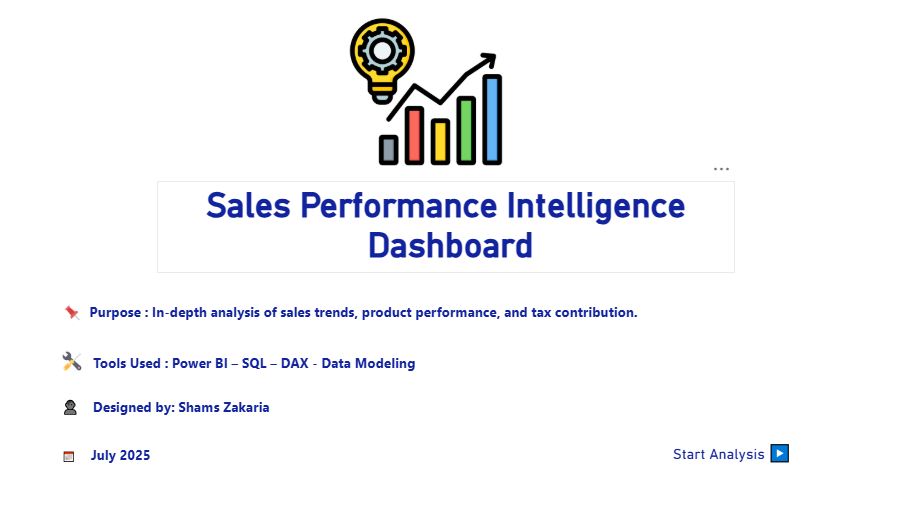 Sales Performance Intelligence
Dashboard
Purpose : In-depth analysis of sales trends, product performance, and tax contribution.
Tools Used : Power BI – SQL – DAX - Data Modeling
Designed by: Shams Zakaria
July 2025
Start Analysis